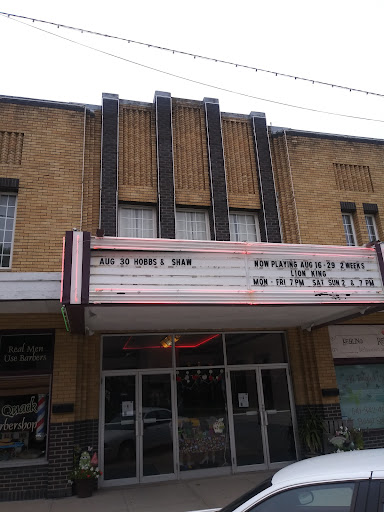 AUG 30 HOBBS & SHAW
NOW PLAYING AUG 16-29 2 WEEKS
LION KING
MON - FRI 7 PM SAT SUN 2 & 7 PM
Real Men
Use Barbers
Barbershop